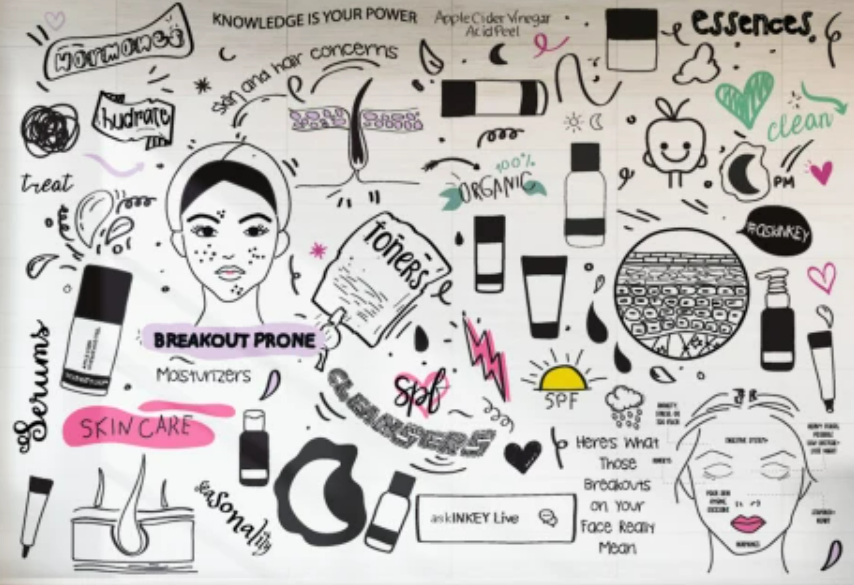 KNOWLEDGE IS YOUR POWER
Apple Cider Vinegar
Acid Peel
essences
HORMONES
skin and hair concerns
hydrate
clean
treat
100%
ORGANIC
PM
#askINKEY
toners
BREAKOUT PRONE
Moisturizers
Serums
spf
SPF
CLEANSERS
SKIN CARE
Here's What
Those
Breakouts
on Your
Face Really
Mean
seasonality
askINKEY Live